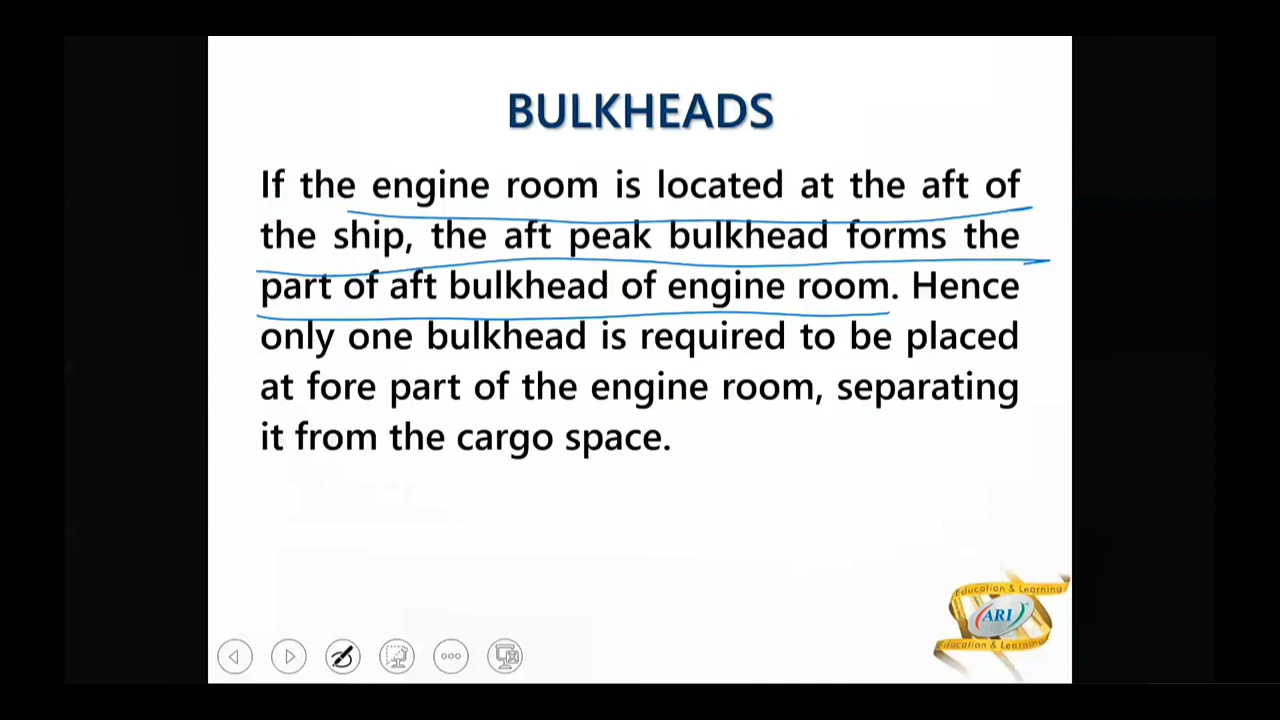 BULKHEADS
If the engine room is located at the aft of
the ship, the aft peak bulkhead forms the
part of aft bulkhead of engine room. Hence
only one bulkhead is required to be placed
at fore part of the engine room, separating
it from the cargo space.
Education & Learning
ARI
Education & Learning